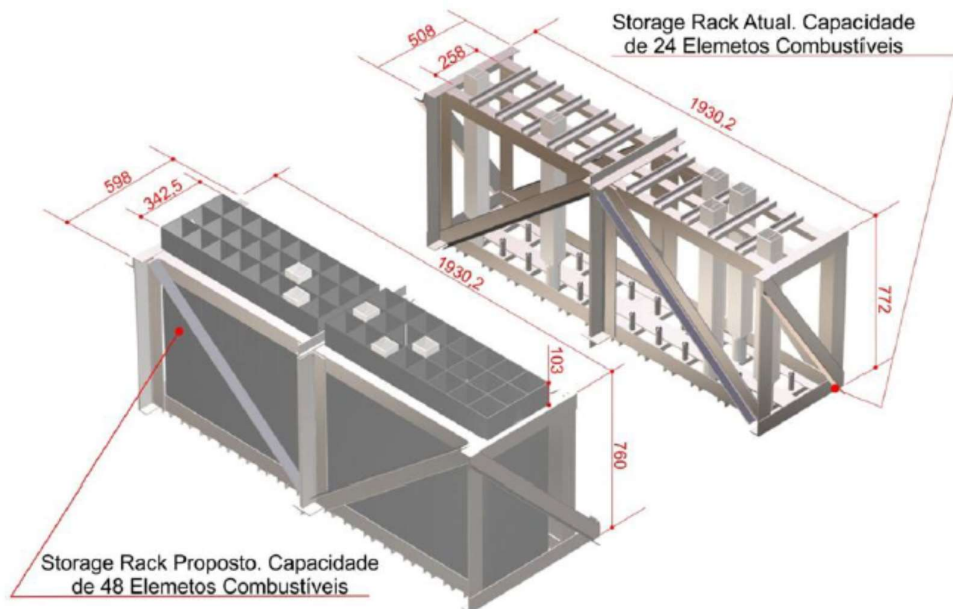 Storage Rack Atual. Capacidade
de 24 Elemetos Combustíveis
508
258
1930,2
772
598
342,5
1930,2
103
760
Storage Rack Proposto. Capacidade
de 48 Elemetos Combustíveis